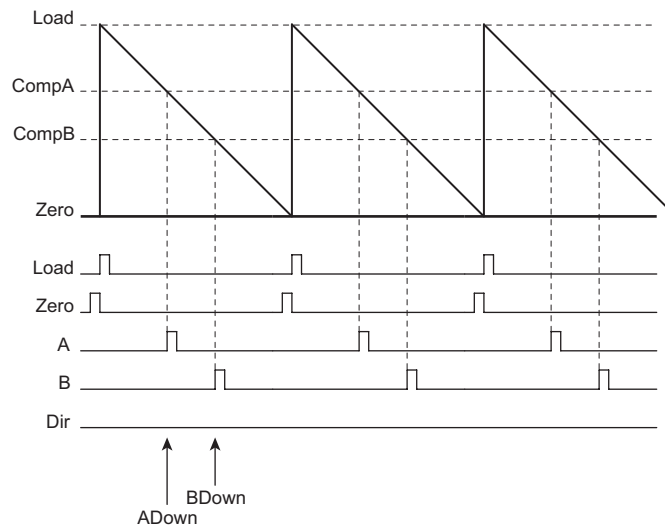 Load
CompA
CompB
Zero
Load
Zero
A
B
Dir
BDown
ADown